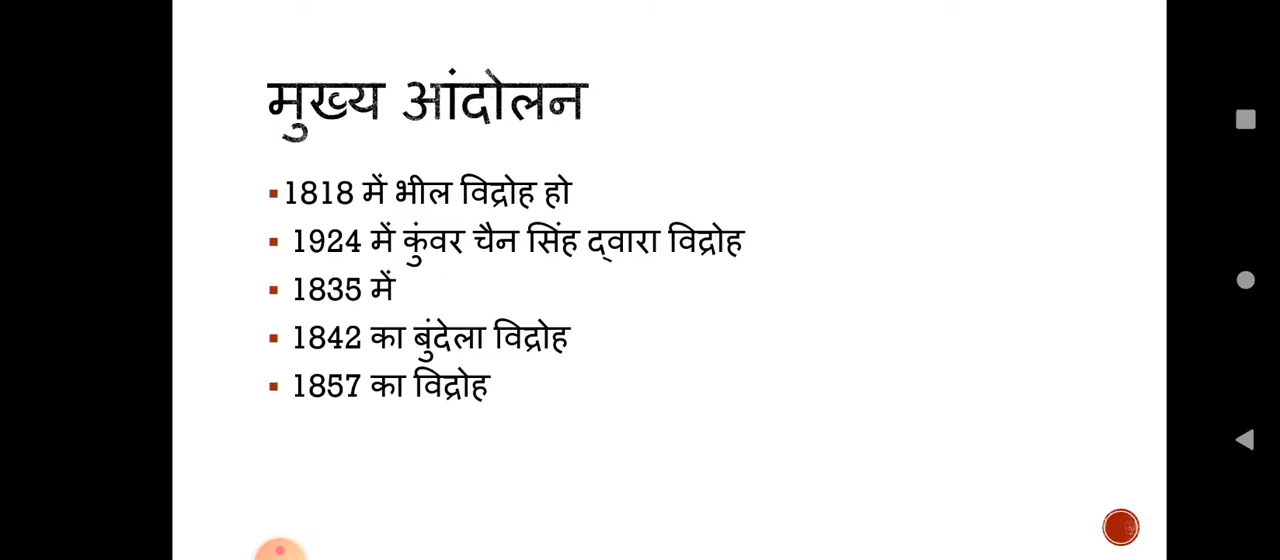 मुख्य आंदोलन
▪1818 में भील विद्रोह हो
▪ 1924 में कुंवर चैन सिंह द्वारा विद्रोह
▪ 1835 में
▪ 1842 का बुंदेला विद्रोह
▪ 1857 का विद्रोह